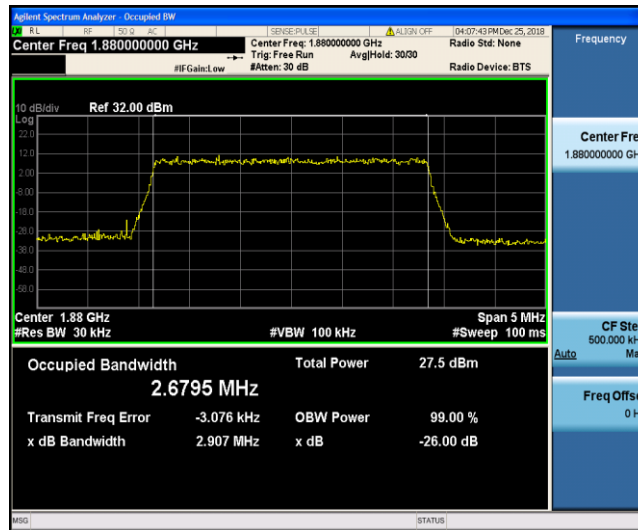 Agilent Spectrum Analyzer - Occupied BW
RL RF 50 Ω AC SENSE:PULSE ALIGN OFF 04:07:43 PM Dec 25, 2018
Center Freq 1.880000000 GHz
Center Freq: 1.880000000 GHz
Radio Std: None
Trig: Free Run
Avg|Hold: 30/30
#IFGain:Low
#Atten: 30 dB
Radio Device: BTS
Frequency
10 dB/div
Ref 32.00 dBm
Log
22.0
12.0
2.00
-8.00
-18.0
-28.0
-38.0
-48.0
-58.0
Center 1.88 GHz
Span 5 MHz
#Res BW 30 kHz
#VBW 100 kHz
#Sweep 100 ms
Occupied Bandwidth
Total Power 27.5 dBm
2.6795 MHz
Transmit Freq Error -3.076 kHz OBW Power 99.00 %
x dB Bandwidth 2.907 MHz x dB -26.00 dB
Center Fre
1.880000000 GH
CF Ste
500.000 kH
Auto Ma
Freq Offse
0 H
MSG
STATUS